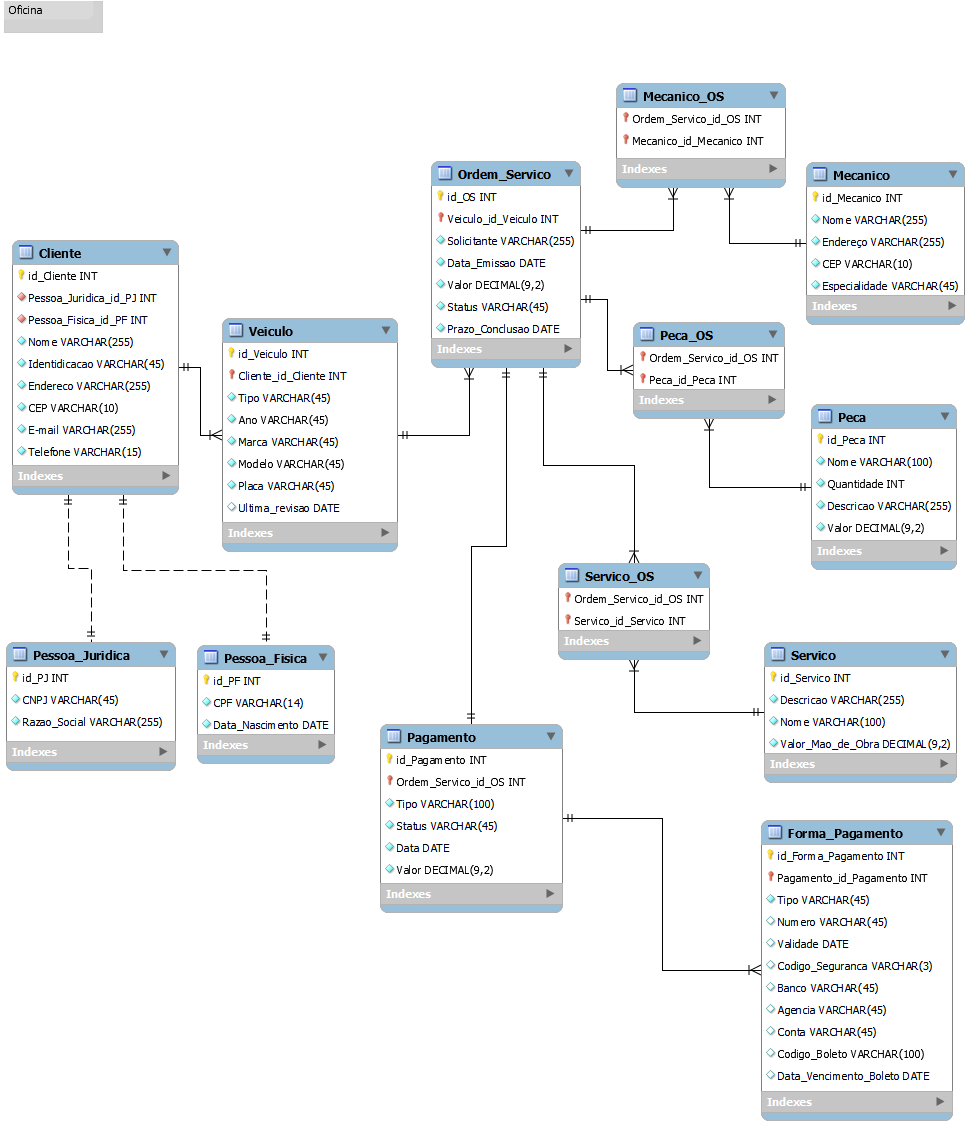 Oficina
Mecanico_OS
Ordem_Servico_id_OS INT
Mecanico_id_Mecanico INT
Indexes
Mecanico
id_Mecanico INT
Nome VARCHAR(255)
Endereço VARCHAR(255)
CEP VARCHAR(10)
Especialidade VARCHAR(45)
Indexes
Ordem_Servico
id_OS INT
Veiculo_id_Veiculo INT
Solicitante VARCHAR(255)
Data_Emissao DATE
Valor DECIMAL(9,2)
Status VARCHAR(45)
Prazo_Conclusao DATE
Indexes
Cliente
id_Cliente INT
Pessoa_Juridica_id_PJ INT
Pessoa_Fisica_id_PF INT
Nome VARCHAR(255)
Identidicacao VARCHAR(45)
Endereco VARCHAR(255)
CEP VARCHAR(10)
E-mail VARCHAR(255)
Telefone VARCHAR(15)
Indexes
Veiculo
id_Veiculo INT
Cliente_id_Cliente INT
Tipo VARCHAR(45)
Ano VARCHAR(45)
Marca VARCHAR(45)
Modelo VARCHAR(45)
Placa VARCHAR(45)
Ultima_revisao DATE
Indexes
Peca_OS
Ordem_Servico_id_OS INT
Peca_id_Peca INT
Indexes
Peca
id_Peca INT
Nome VARCHAR(100)
Quantidade INT
Descricao VARCHAR(255)
Valor DECIMAL(9,2)
Indexes
Servico_OS
Ordem_Servico_id_OS INT
Servico_id_Servico INT
Indexes
Pessoa_Juridica
id_PJ INT
CNPJ VARCHAR(45)
Razao_Social VARCHAR(255)
Indexes
Pessoa_Fisica
id_PF INT
CPF VARCHAR(14)
Data_Nascimento DATE
Indexes
Servico
id_Servico INT
Descricao VARCHAR(255)
Nome VARCHAR(100)
Valor_Mao_de_Obra DECIMAL(9,2)
Indexes
Pagamento
id_Pagamento INT
Ordem_Servico_id_OS INT
Tipo VARCHAR(100)
Status VARCHAR(45)
Data DATE
Valor DECIMAL(9,2)
Indexes
Forma_Pagamento
id_Forma_Pagamento INT
Pagamento_id_Pagamento INT
Tipo VARCHAR(45)
Numero VARCHAR(45)
Validade DATE
Codigo_Seguranca VARCHAR(3)
Banco VARCHAR(45)
Agencia VARCHAR(45)
Conta VARCHAR(45)
Codigo_Boleto VARCHAR(100)
Data_Vencimento_Boleto DATE
Indexes